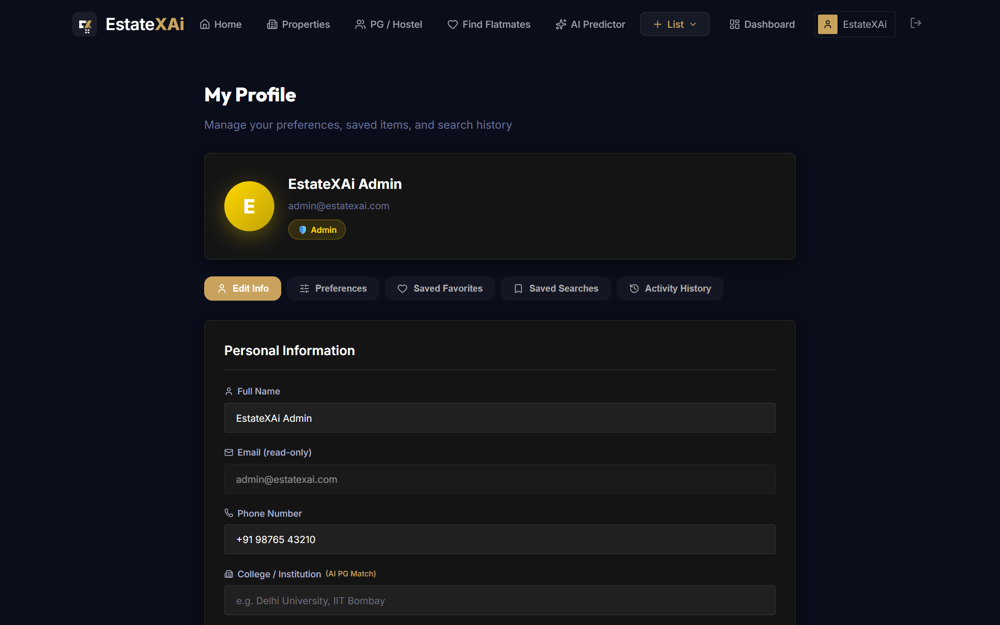 EstateXAi Home Properties PG / Hostel Find Flatmates AI Predictor List Dashboard EstateXAi
My Profile
Manage your preferences, saved items, and search history
E
EstateXAi Admin
admin@estatexai.com
Admin
Edit Info Preferences Saved Favorites Saved Searches Activity History
Personal Information
Full Name
EstateXAi Admin
Email (read-only)
admin@estatexai.com
Phone Number
+91 98765 43210
College / Institution (AI PG Match)
e.g. Delhi University, IIT Bombay